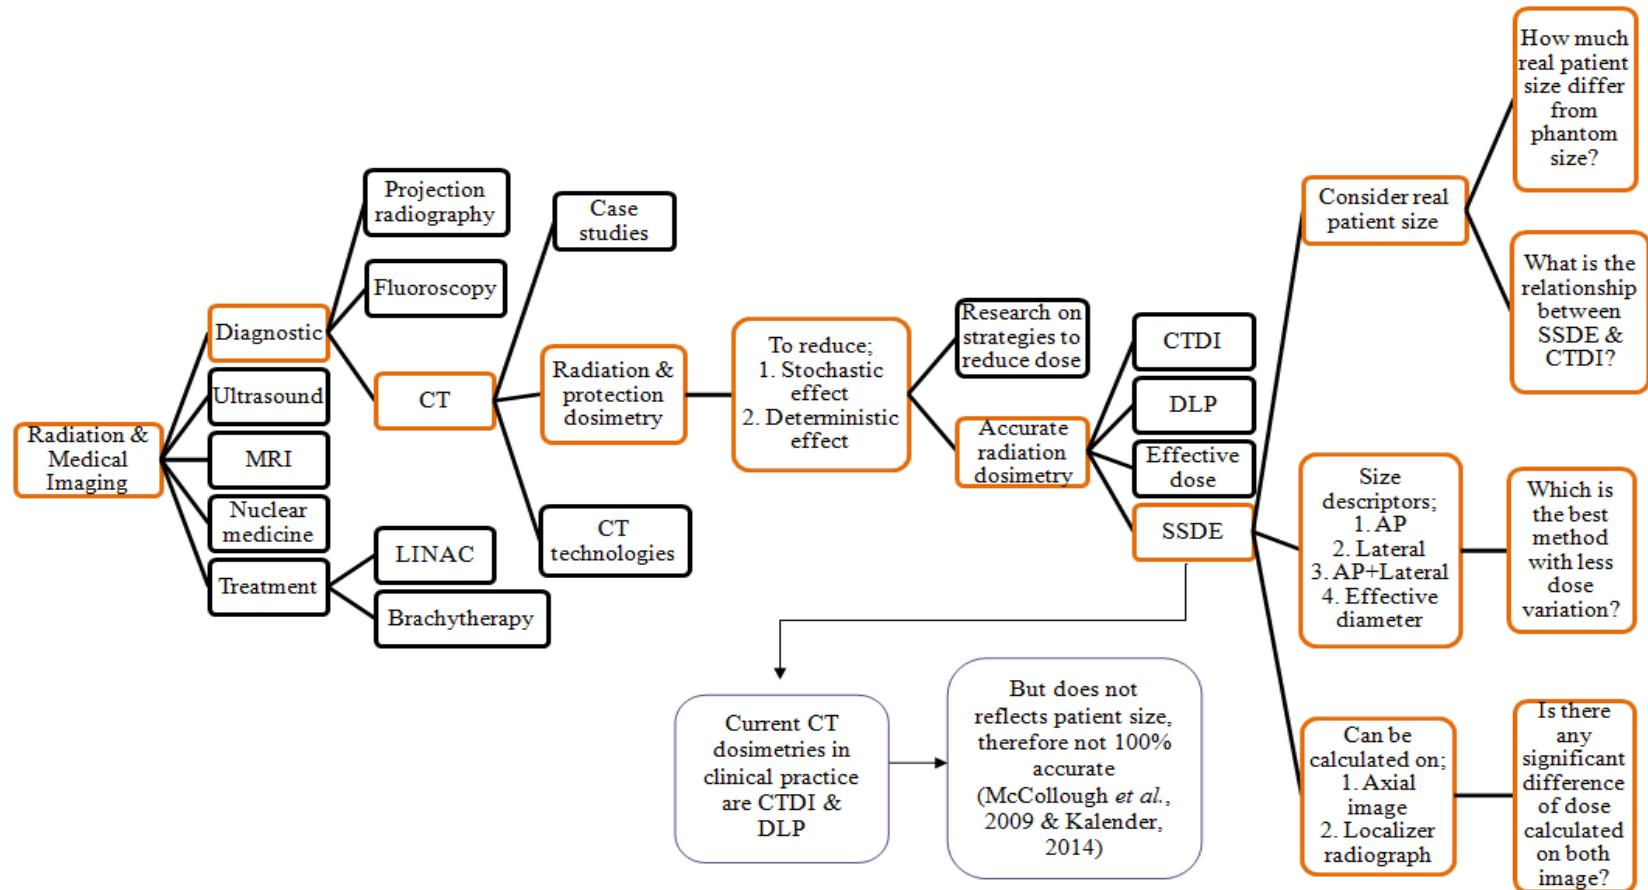 Radiation &
Medical
Imaging
Diagnostic
Ultrasound
MRI
Nuclear
medicine
Treatment
Projection
radiography
Fluoroscopy
CT
LINAC
Brachytherapy
Case
studies
Radiation &
protection
dosimetry
CT
technologies
To reduce;
1. Stochastic
effect
2. Deterministic
effect
Research on
strategies to
reduce dose
Accurate
radiation
dosimetry
CTDI
DLP
Effective
dose
SSDE
Consider real
patient size
Size
descriptors;
1. AP
2. Lateral
3. AP+Lateral
4. Effective
diameter
Can be
calculated on;
1. Axial
image
2. Localizer
radiograph
How much
real patient
size differ
from
phantom
size?
What is the
relationship
between
SSDE &
CTDI?
Which is
the best
method
with less
dose
variation?
Is there
any
significant
difference
of dose
calculated
on both
image?
Current CT
dosimetries in
clinical practice
are CTDI &
DLP
But does not
reflects patient size,
therefore not 100%
accurate
(McCollough et al.,
2009 & Kalender,
2014)